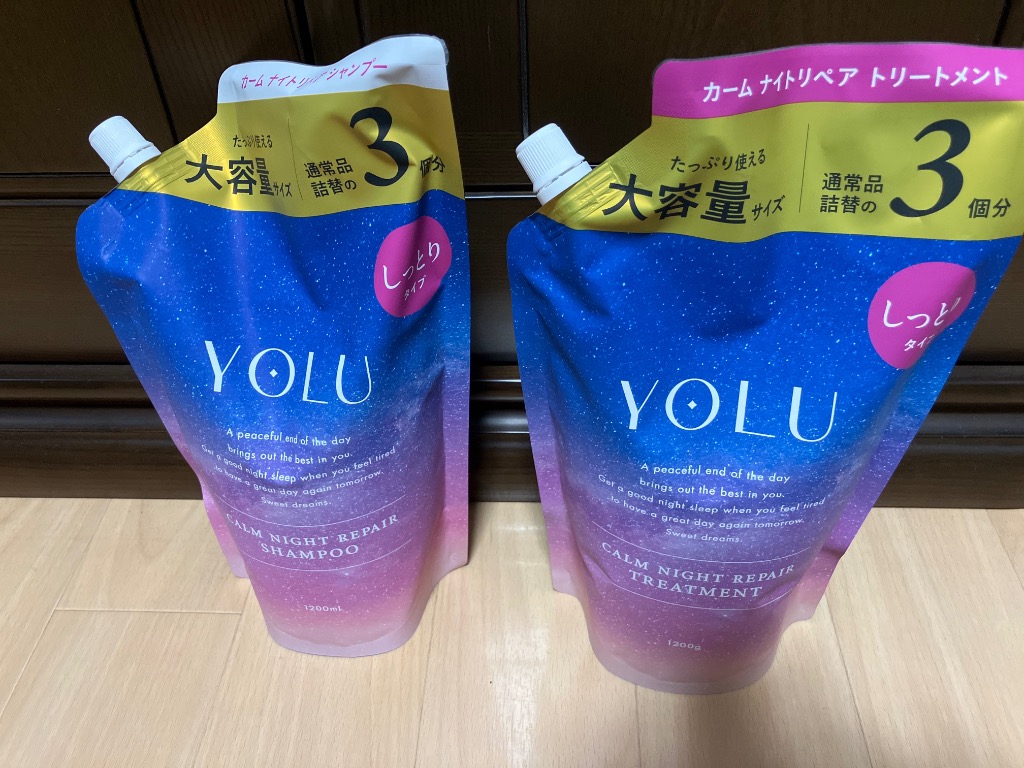 カーム ナイトリペア シャンプー
たっぷり使える
大容量サイズ
通常品
詰替の
3個分
しっとり
タイプ
YOLU
A peaceful end of the day
brings out the best in you.
Get a good night sleep when you feel tired
to have a great day again tomorrow.
Sweet dreams.
CALM NIGHT REPAIR
SHAMPOO
1200mL
カーム ナイトリペア トリートメント
たっぷり使える
大容量サイズ
通常品
詰替の
3個分
しっとり
タイプ
YOLU
A peaceful end of the day
brings out the best in you.
Get a good night sleep when you feel tired
to have a great day again tomorrow.
Sweet dreams.
CALM NIGHT REPAIR
TREATMENT
1200g